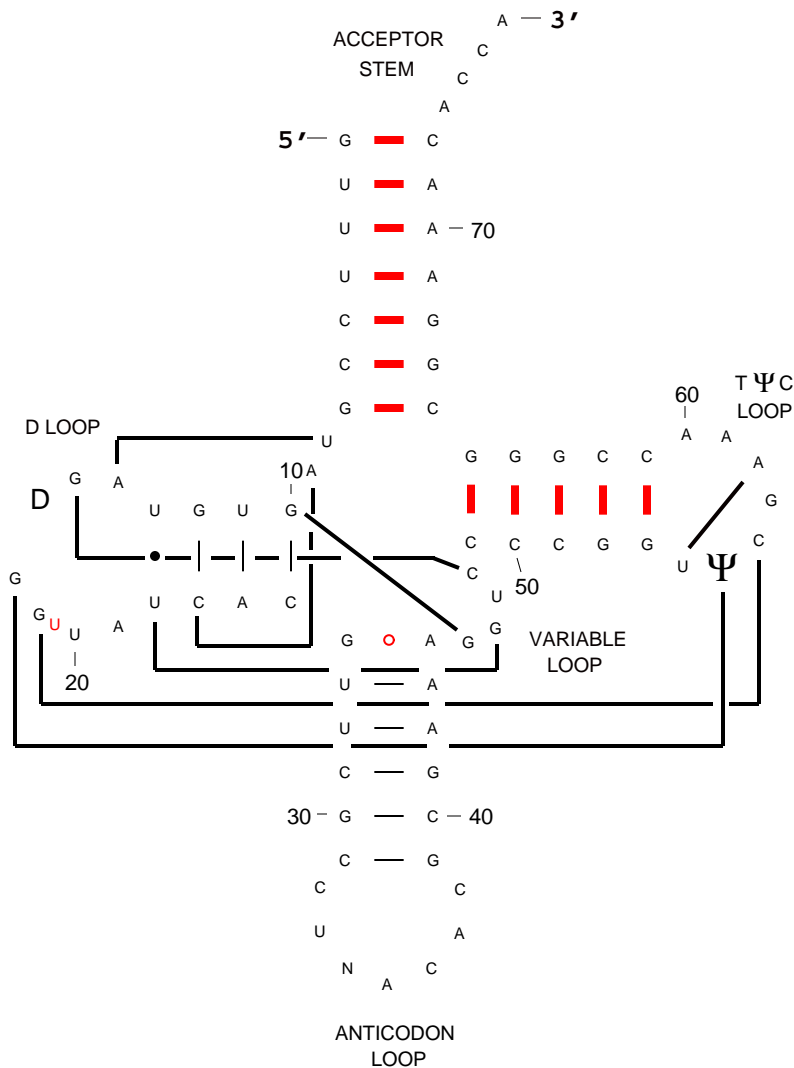 A — 3′
ACCEPTOR
STEM
C
C
A
5′ — G C
U A
U A — 70
U A
C G
C G
G C
T Ψ C
LOOP
60
D LOOP
U
A A
G G G C C
G A
10 A
A
D
U G U G
G
C C C G G
C
G
C
U Ψ
50
U C A C
U
G U U A
G
G A G
VARIABLE
LOOP
20
U A
U A
C G
30 — G C — 40
C G
C C
U A
N C
A
ANTICODON
LOOP